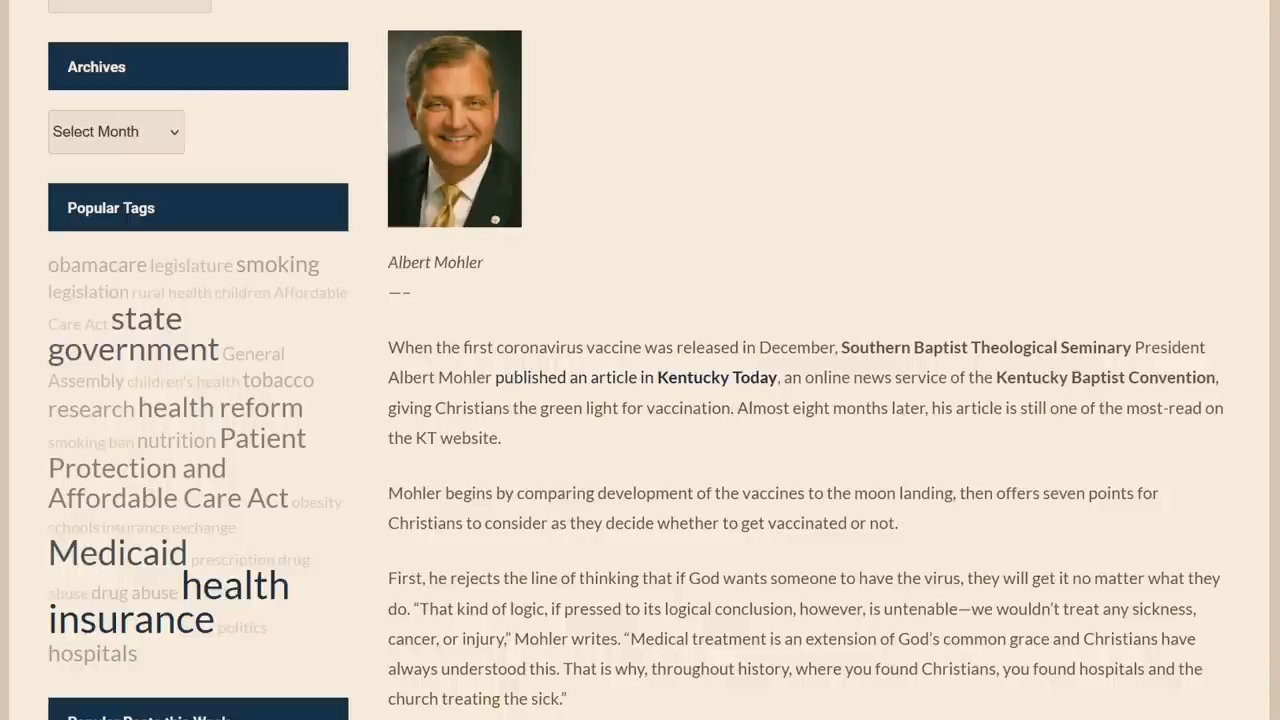 Archives
Select Month
Popular Tags
obamacare legislature smoking
legislation rural health children Affordable
Care Act state
government General
Assembly children's health tobacco
research health reform
smoking ban nutrition Patient
Protection and
Affordable Care Act obesity
schools insurance exchange
Medicaid prescription drug
abuse drug abuse health
insurance politics
hospitals
Popular Posts this Week
Albert Mohler
—–
When the first coronavirus vaccine was released in December, Southern Baptist Theological Seminary President
Albert Mohler published an article in Kentucky Today, an online news service of the Kentucky Baptist Convention,
giving Christians the green light for vaccination. Almost eight months later, his article is still one of the most-read on
the KT website.
Mohler begins by comparing development of the vaccines to the moon landing, then offers seven points for
Christians to consider as they decide whether to get vaccinated or not.
First, he rejects the line of thinking that if God wants someone to have the virus, they will get it no matter what they
do. “That kind of logic, if pressed to its logical conclusion, however, is untenable—we wouldn’t treat any sickness,
cancer, or injury,” Mohler writes. “Medical treatment is an extension of God’s common grace and Christians have
always understood this. That is why, throughout history, where you found Christians, you found hospitals and the
church treating the sick.”